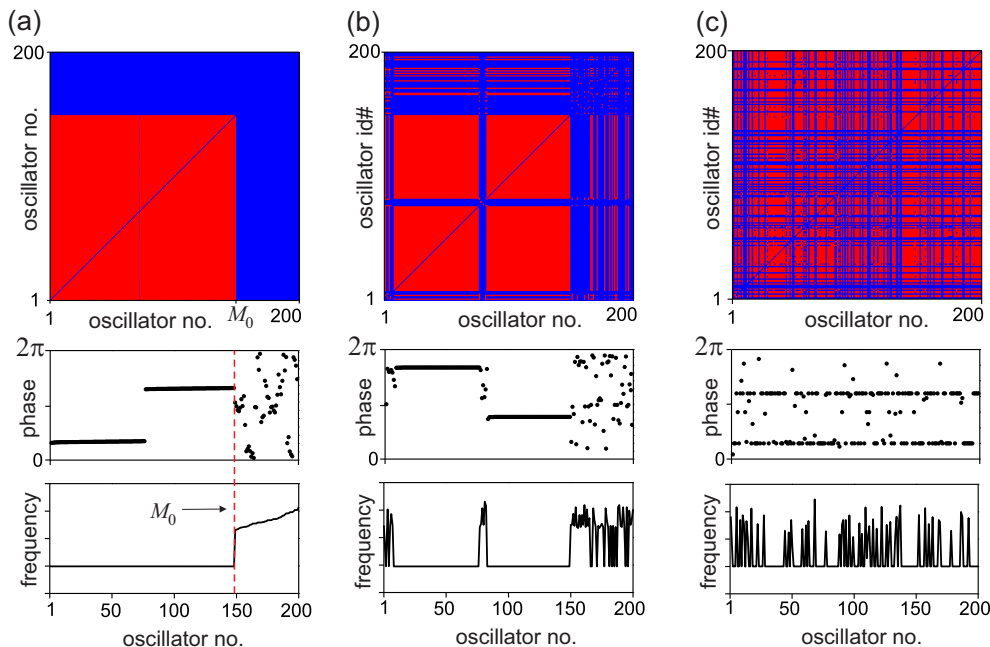 (a)
(b)
(c)
200
oscillator no.
1
1
oscillator no.
M0
200
200
oscillator id#
1
1
oscillator no.
200
200
oscillator id#
1
1
oscillator no.
200
2π
phase
0
2π
phase
0
2π
phase
0
frequency
M0
1 50 100 150 200
oscillator no.
frequency
1 50 100 150 200
oscillator no.
frequency
1 50 100 150 200
oscillator no.